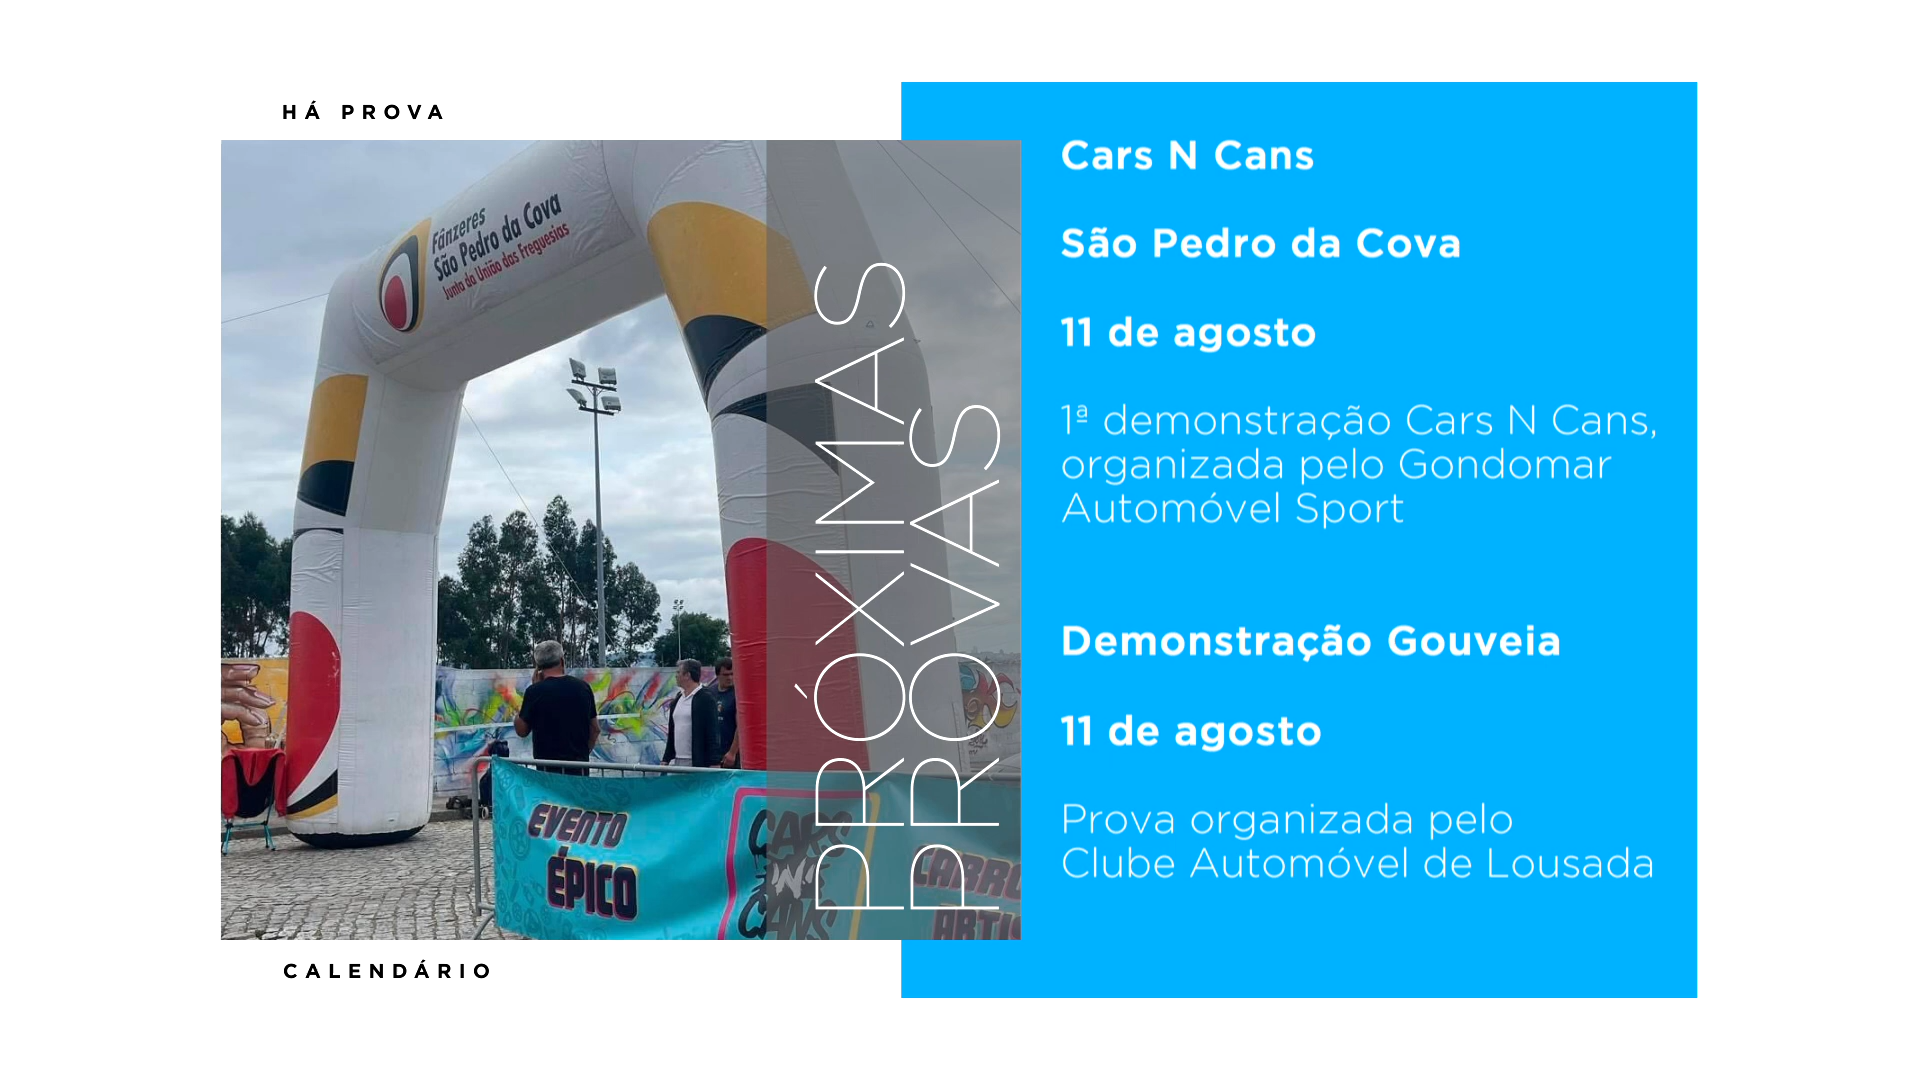 HÁ PROVA
Fânzeres
São Pedro da Cova
Junta da União das Freguesias
PRÓXIMAS
PROVAS
EVENTO
ÉPICO
CARS
CANS
Cars N Cans
São Pedro da Cova
11 de agosto
1ª demonstração Cars N Cans,
organizada pelo Gondomar
Automóvel Sport
Demonstração Gouveia
11 de agosto
Prova organizada pelo
Clube Automóvel de Lousada
CALENDÁRIO